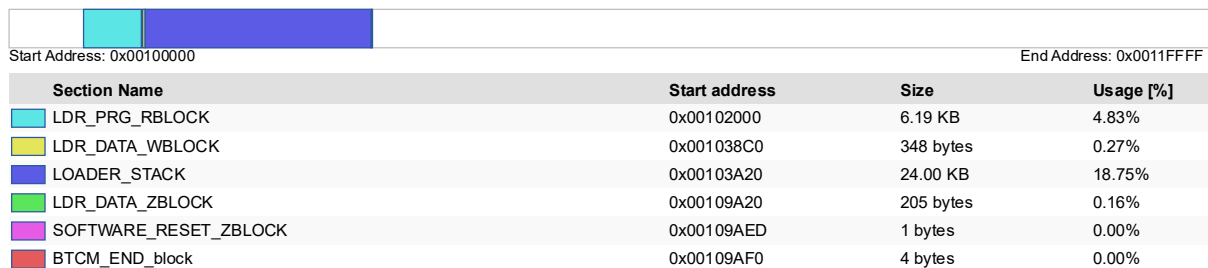 Start Address: 0x00100000 End Address: 0x0011FFFF
Section Name Start address Size Usage [%]
LDR_PRG_RBLOCK 0x00102000 6.19 KB 4.83%
LDR_DATA_WBLOCK 0x001038C0 348 bytes 0.27%
LOADER_STACK 0x00103A20 24.00 KB 18.75%
LDR_DATA_ZBLOCK 0x00109A20 205 bytes 0.16%
SOFTWARE_RESET_ZBLOCK 0x00109AED 1 bytes 0.00%
BTCM_END_block 0x00109AF0 4 bytes 0.00%